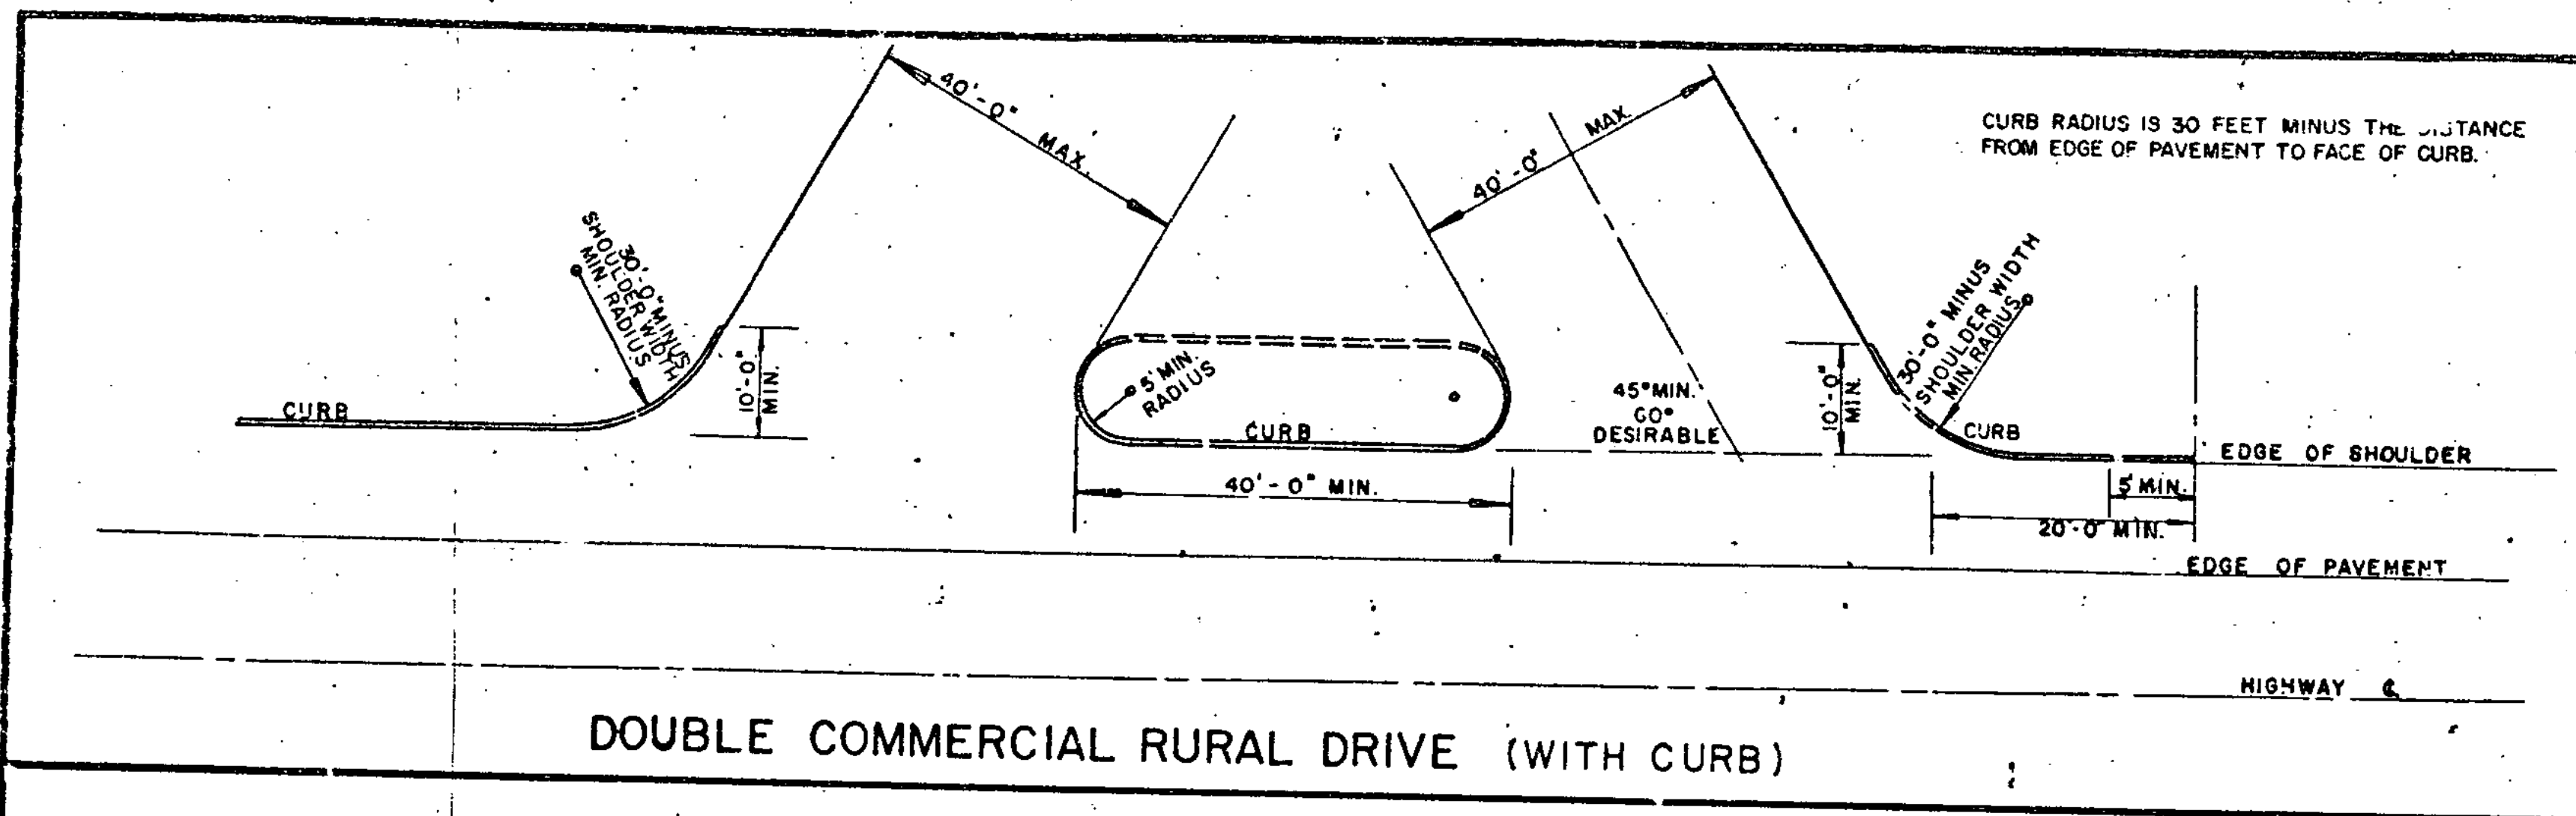 40'-0" MAX.
40'-0" MAX.
CURB RADIUS IS 30 FEET MINUS THE DISTANCE
FROM EDGE OF PAVEMENT TO FACE OF CURB.
30'-0" MINUS
SHOULDER WIDTH
MIN. RADIUS
10'-0"
MIN.
CURB
5' MIN.
RADIUS
CURB
40'-0" MIN.
45° MIN.
60°
DESIRABLE
10'-0"
MIN.
30'-0" MINUS
SHOULDER WIDTH
MIN. RADIUS
CURB
EDGE OF SHOULDER
5' MIN.
20'-0" MIN.
EDGE OF PAVEMENT
HIGHWAY ℄
DOUBLE COMMERCIAL RURAL DRIVE (WITH CURB)